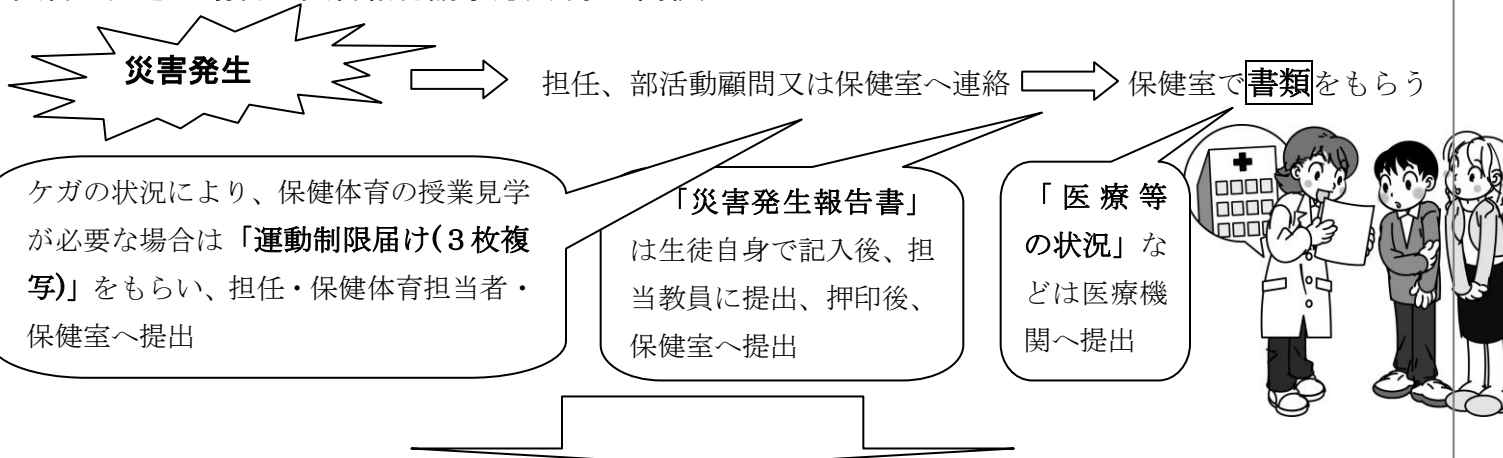 災害発生
担任、部活動顧問又は保健室へ連絡
保健室で書類をもらう
ケガの状況により、保健体育の授業見学
が必要な場合は「運動制限届け(３枚複
写)」をもらい、担任・保健体育担当者・
保健室へ提出
「災害発生報告書」
は生徒自身で記入後、担
当教員に提出、押印後、
保健室へ提出
「医療等
の状況」な
どは医療機
関へ提出